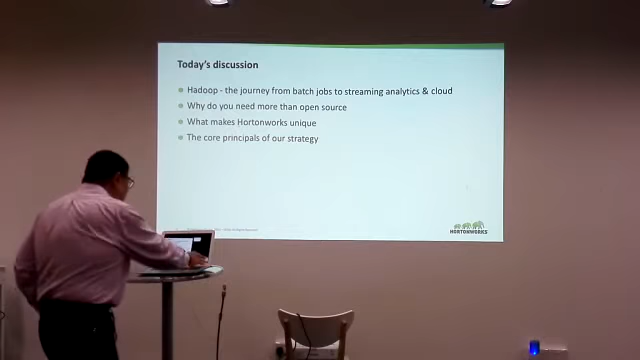 Today's discussion
Hadoop - the journey from batch jobs to streaming analytics & cloud
Why do you need more than open source
What makes Hortonworks unique
The core principals of our strategy
HORTONWORKS